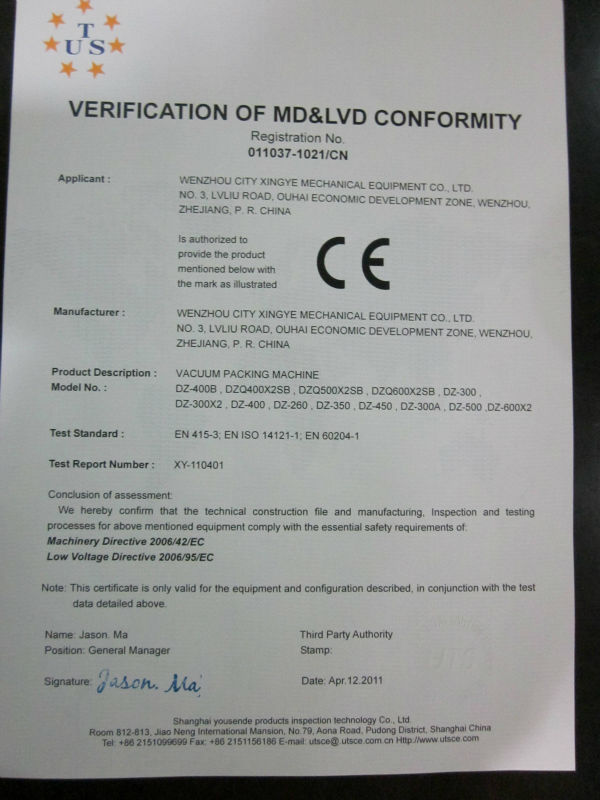 T
U S
VERIFICATION OF MD&LVD CONFORMITY
Registration No.
011037-1021/CN
Applicant : WENZHOU CITY XINGYE MECHANICAL EQUIPMENT CO., LTD.
NO. 3, LVLIU ROAD, OUHAI ECONOMIC DEVELOPMENT ZONE, WENZHOU,
ZHEJIANG, P. R. CHINA
is authorized to
provide the product
mentioned below with
the mark as illustrated
CE
Manufacturer : WENZHOU CITY XINGYE MECHANICAL EQUIPMENT CO., LTD.
NO. 3, LVLIU ROAD, OUHAI ECONOMIC DEVELOPMENT ZONE, WENZHOU,
ZHEJIANG, P. R. CHINA
Product Description : VACUUM PACKING MACHINE
Model No. : DZ-400B , DZQ400X2SB , DZQ500X2SB , DZQ600X2SB , DZ-300 ,
DZ-300X2 , DZ-400 , DZ-260 , DZ-350 , DZ-450 , DZ-300A , DZ-500 ,DZ-600X2
Test Standard : EN 415-3; EN ISO 14121-1; EN 60204-1
Test Report Number : XY-110401
Conclusion of assessment:
We hereby confirm that the technical construction file and manufacturing, Inspection and testing
processes for above mentioned equipment comply with the essential safety requirements of:
Machinery Directive 2006/42/EC
Low Voltage Directive 2006/95/EC
Note: This certificate is only valid for the equipment and configuration described, in conjunction with the test
data detailed above.
Name: Jason. Ma Third Party Authority
Position: General Manager Stamp:
Signature: Jason. Ma Date: Apr.12.2011
Shanghai yousende products inspection technology Co., Ltd.
Room 812-813, Jiao Neng International Mansion, No.79, Aona Road, Pudong District, Shanghai China
Tel: +86 2151099699 Fax: +86 2151156186 E-mail: utsce@.utsce.com.cn Http://www.utsce.com